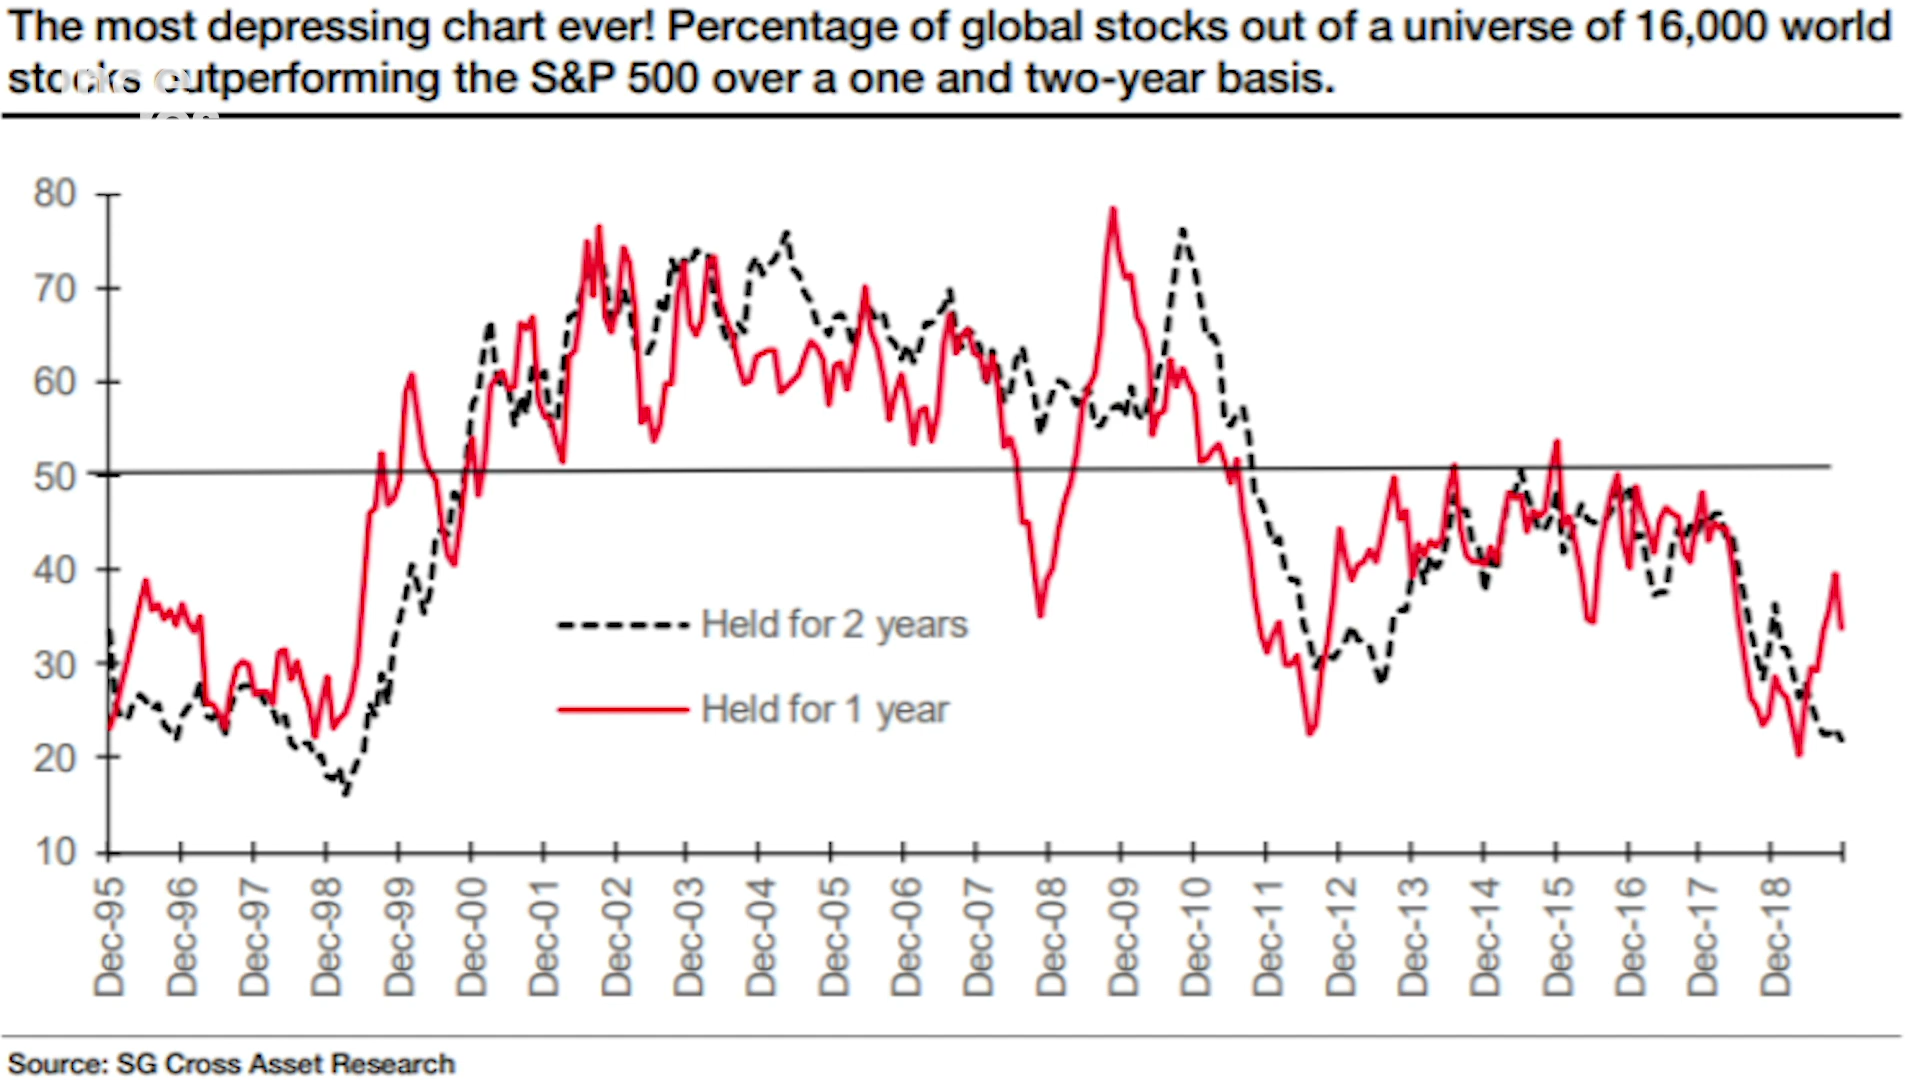 The most depressing chart ever! Percentage of global stocks out of a universe of 16,000 world
stocks outperforming the S&P 500 over a one and two-year basis.
80
70
60
50
40
30
20
10
Held for 2 years
Held for 1 year
Dec-95
Dec-96
Dec-97
Dec-98
Dec-99
Dec-00
Dec-01
Dec-02
Dec-03
Dec-04
Dec-05
Dec-06
Dec-07
Dec-08
Dec-09
Dec-10
Dec-11
Dec-12
Dec-13
Dec-14
Dec-15
Dec-16
Dec-17
Dec-18
Source: SG Cross Asset Research